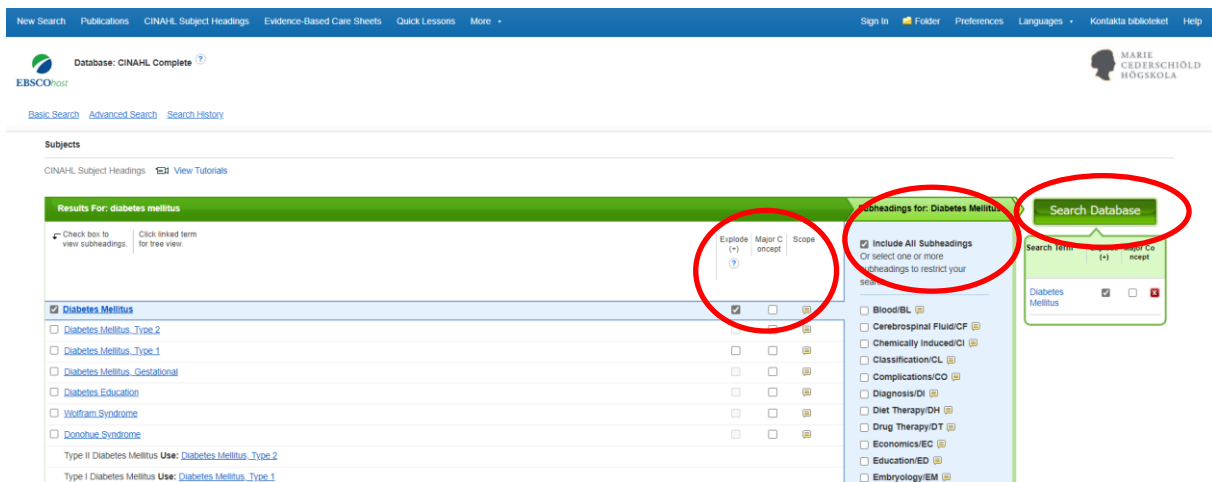 New Search Publications CINAHL Subject Headings Evidence-Based Care Sheets Quick Lessons More
Sign In Folder Preferences Languages Kontakta biblioteket Help
Database: CINAHL Complete ?
EBSCOhost
MARIE
CEDERSCHIÖLD
HÖGSKOLA
Basic Search Advanced Search Search History
Subjects
CINAHL Subject Headings View Tutorials
Results For: diabetes mellitus
Check box to
view subheadings.
Click linked term
for tree view.
Explode
(+)
?
Major C
oncept
Scope
Diabetes Mellitus
Diabetes Mellitus, Type 2
Diabetes Mellitus, Type 1
Diabetes Mellitus, Gestational
Diabetes Education
Wolfram Syndrome
Donohue Syndrome
Type II Diabetes Mellitus Use: Diabetes Mellitus, Type 2
Type I Diabetes Mellitus Use: Diabetes Mellitus, Type 1
Subheadings for: Diabetes Mellitus
Include All Subheadings
Or select one or more
subheadings to restrict your
Blood/BL
Cerebrospinal Fluid/CF
Chemically Induced/CI
Classification/CL
Complications/CO
Diagnosis/DI
Diet Therapy/DH
Drug Therapy/DT
Economics/EC
Education/ED
Embryology/EM
Search Database
Search Term
Explode
(+)
Major Co
ncept
Diabetes
Mellitus